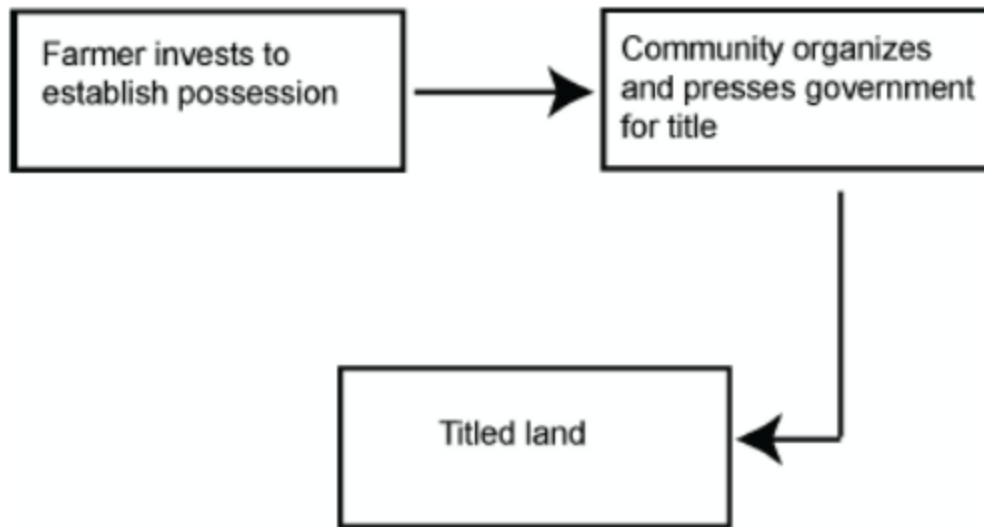 Farmer invests to
establish possession
Community organizes
and presses government
for title
Titled land